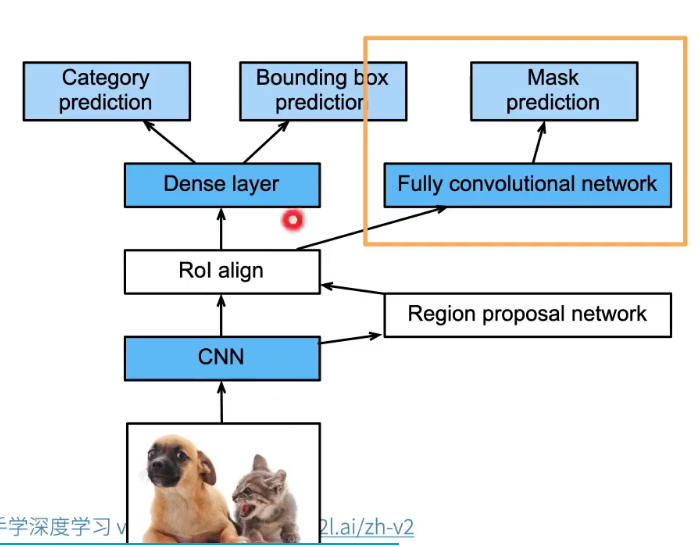 Category
prediction
Bounding box
prediction
Mask
prediction
Dense layer
Fully convolutional network
RoI align
Region proposal network
CNN
手学深度学习 v
2l.ai/zh-v2